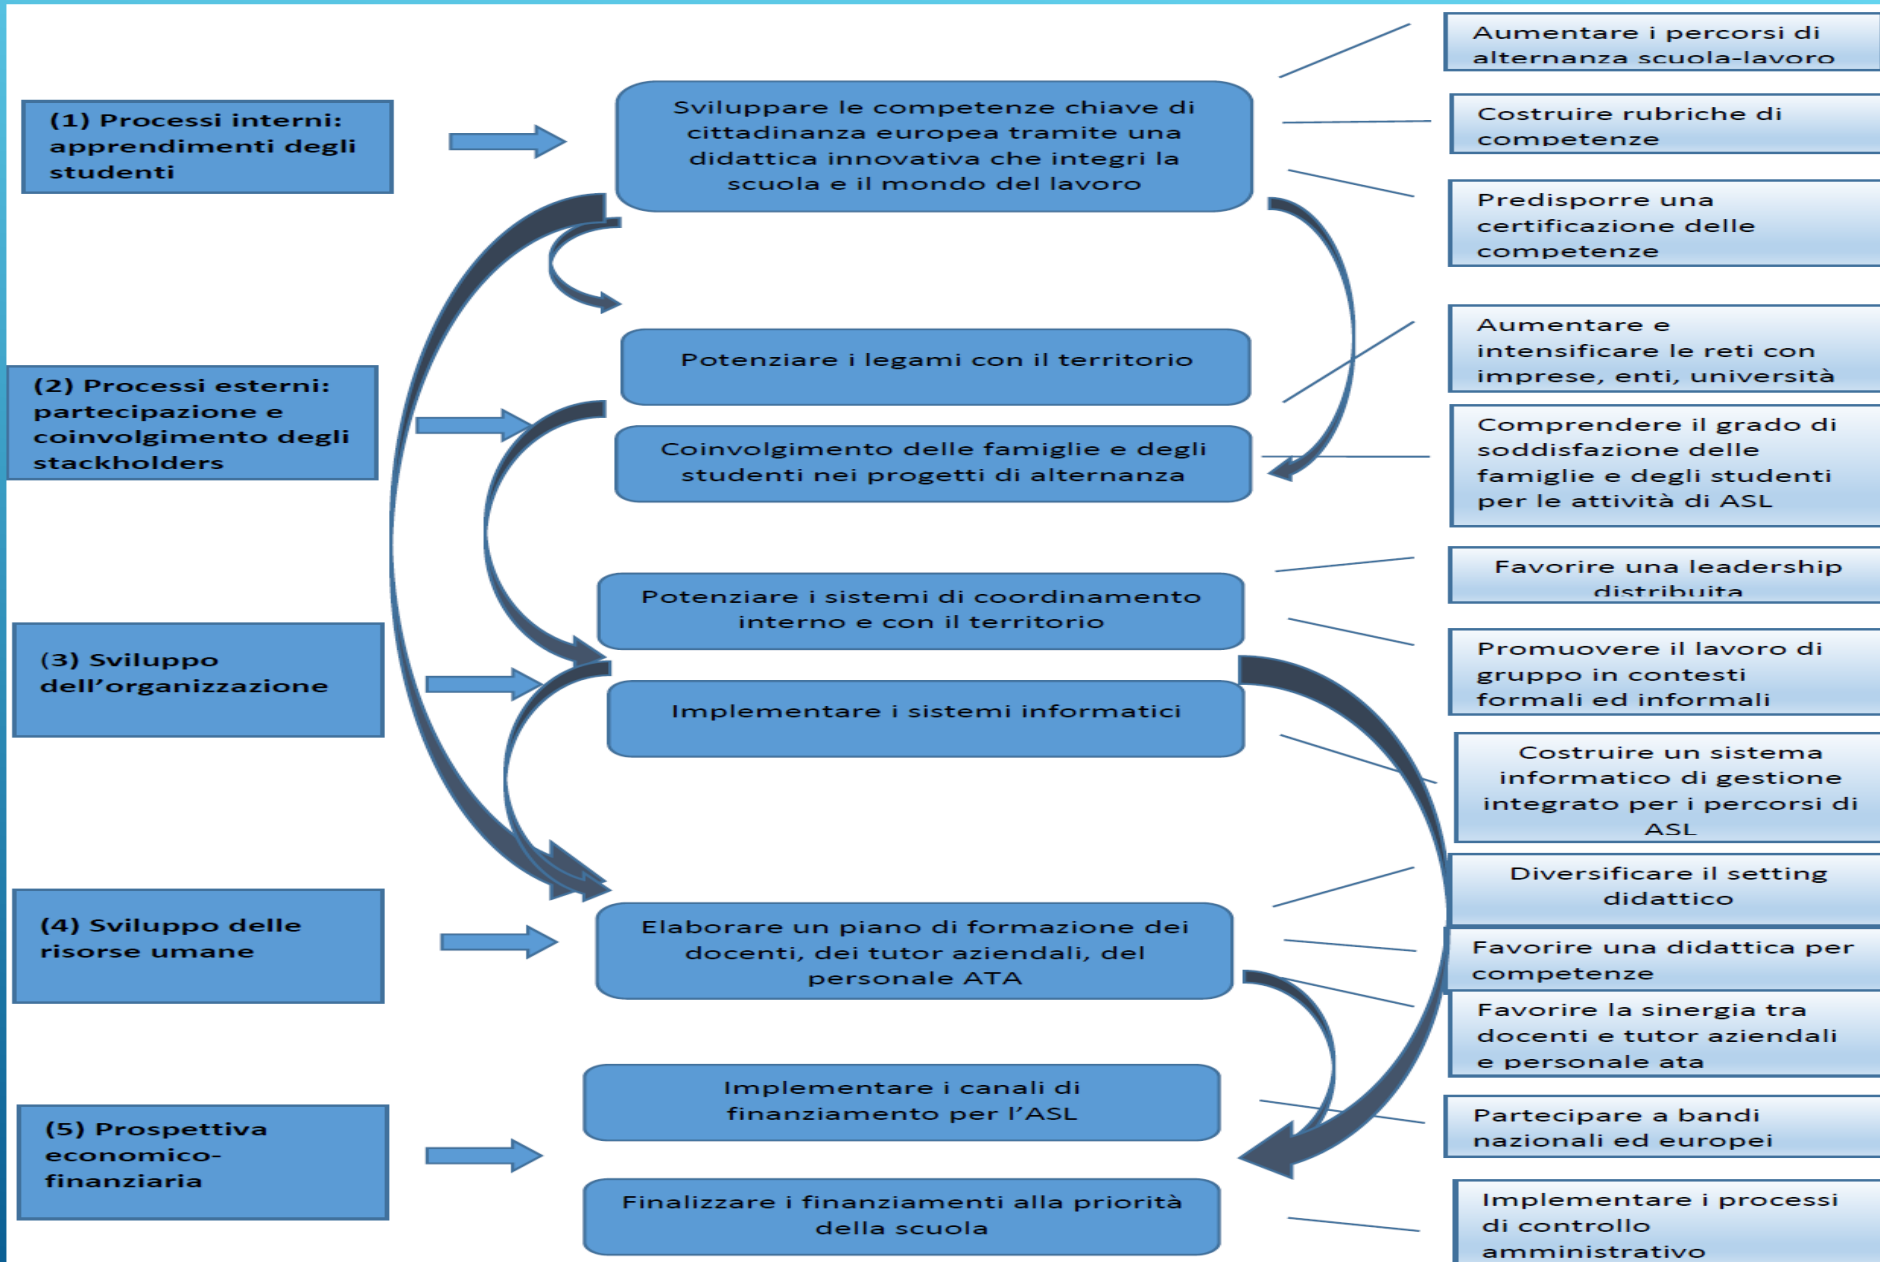 Aumentare i percorsi di
alternanza scuola-lavoro
(1) Processi interni:
apprendimenti degli
studenti
Sviluppare le competenze chiave di
cittadinanza europea tramite una
didattica innovativa che integri la
scuola e il mondo del lavoro
Costruire rubriche di
competenze
Predisporre una
certificazione delle
competenze
(2) Processi esterni:
partecipazione e
coinvolgimento degli
stackholders
Potenziare i legami con il territorio
Coinvolgimento delle famiglie e degli
studenti nei progetti di alternanza
Aumentare e
intensificare le reti con
imprese, enti, università
Comprendere il grado di
soddisfazione delle
famiglie e degli studenti
per le attività di ASL
(3) Sviluppo
dell’organizzazione
Potenziare i sistemi di coordinamento
interno e con il territorio
Implementare i sistemi informatici
Favorire una leadership
distribuita
Promuovere il lavoro di
gruppo in contesti
formali ed informali
Costruire un sistema
informatico di gestione
integrato per i percorsi di
ASL
(4) Sviluppo delle
risorse umane
Elaborare un piano di formazione dei
docenti, dei tutor aziendali, del
personale ATA
Diversificare il setting
didattico
Favorire una didattica per
competenze
Favorire la sinergia tra
docenti e tutor aziendali
e personale ata
(5) Prospettiva
economico-
finanziaria
Implementare i canali di
finanziamento per l’ASL
Finalizzare i finanziamenti alla priorità
della scuola
Partecipare a bandi
nazionali ed europei
Implementare i processi
di controllo
amministrativo